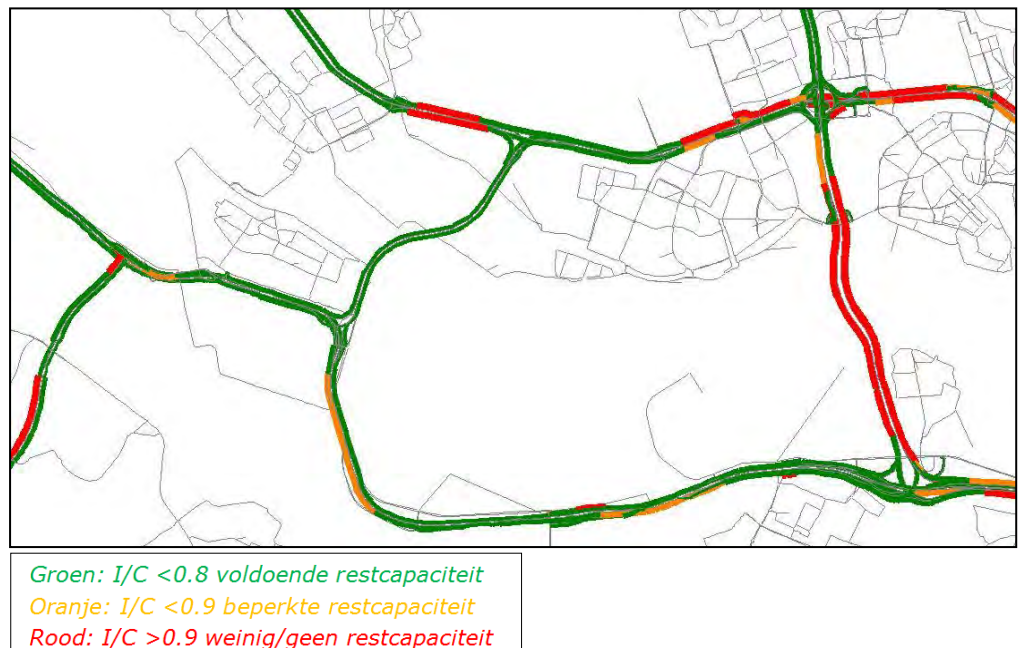 Groen: I/C <0.8 voldoende restcapaciteit
Oranje: I/C <0.9 beperkte restcapaciteit
Rood: I/C >0.9 weinig/geen restcapaciteit